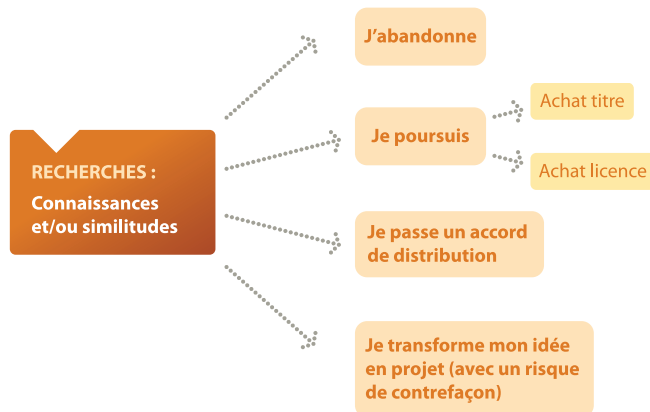 J'abandonne
Achat titre
Je poursuis
Achat licence
RECHERCHES :
Connaissances
et/ou similitudes
Je passe un accord
de distribution
Je transforme mon idée
en projet (avec un risque
de contrefaçon)